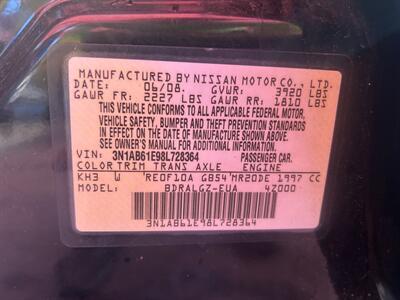 MANUFACTURED BY NISSAN MOTOR CO., LTD.
DATE: 06/08. GVWR: 3920 LBS
GAWR FR: 2227 LBS GAWR RR: 1810 LBS
THIS VEHICLE CONFORMS TO ALL APPLICABLE FEDERAL MOTOR
VEHICLE SAFETY, BUMPER AND THEFT PREVENTION STANDARDS
IN EFFECT ON THE DATE OF MANUFACTURE SHOWN ABOVE.
SEE OWNER'S MANUAL FOR ADDITIONAL INFORMATION.
VIN: 3N1AB61E98L728364 PASSENGER CAR.
COLOR TRIM TRANS AXLE ENGINE
KH3 W RE0F10A GB54 MR20DE 1997 CC
MODEL: BDRALGZ-EUA 4Z000
3N1AB61E98L728364